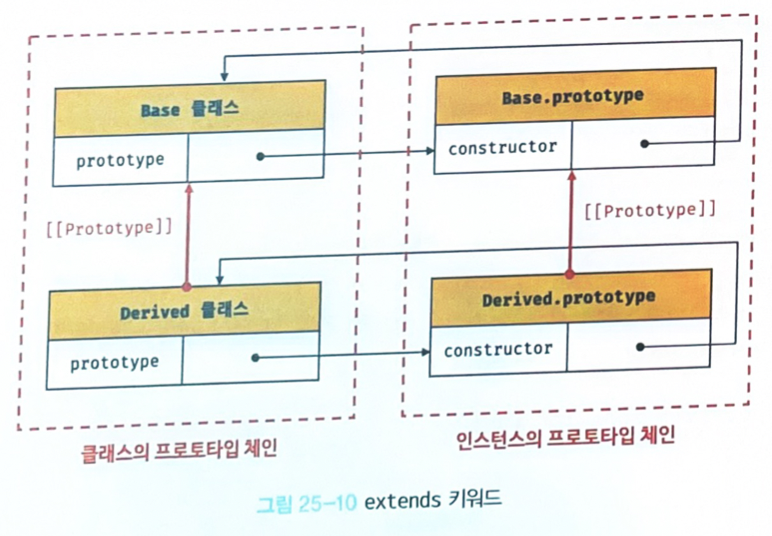 Base 클래스
prototype
Base.prototype
constructor
[[Prototype]]
[[Prototype]]
Derived 클래스
prototype
Derived.prototype
constructor
클래스의 프로토타입 체인
인스턴스의 프로토타입 체인
그림 25-10 extends 키워드